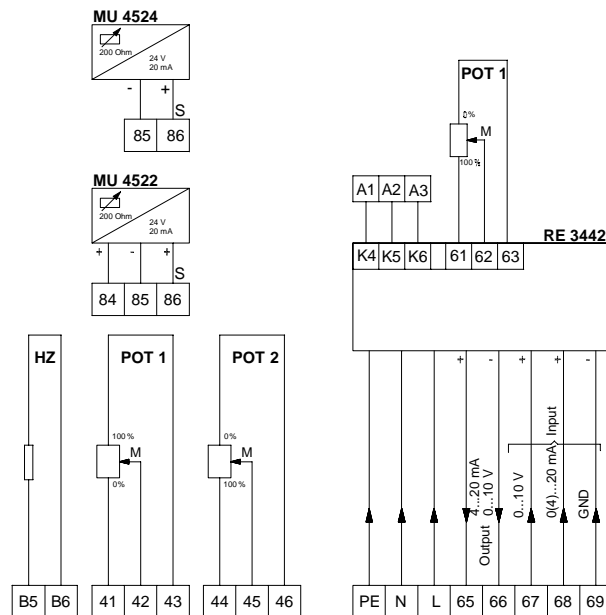 MU 4524
200 Ohm
24 V
20 mA
- +
S
85 86
MU 4522
200 Ohm
24 V
20 mA
+ - +
S
84 85 86
HZ
B5 B6
POT 1
100%
M
0%
41 42 43
POT 2
0%
M
100%
44 45 46
POT 1
0%
M
100%
A1 A2 A3
RE 3442
K4 K5 K6 61 62 63
+ - + + -
Output
4...20 mA
0...10 V
0...10 V
0(4)...20 mA
Input
GND
PE N L 65 66 67 68 69